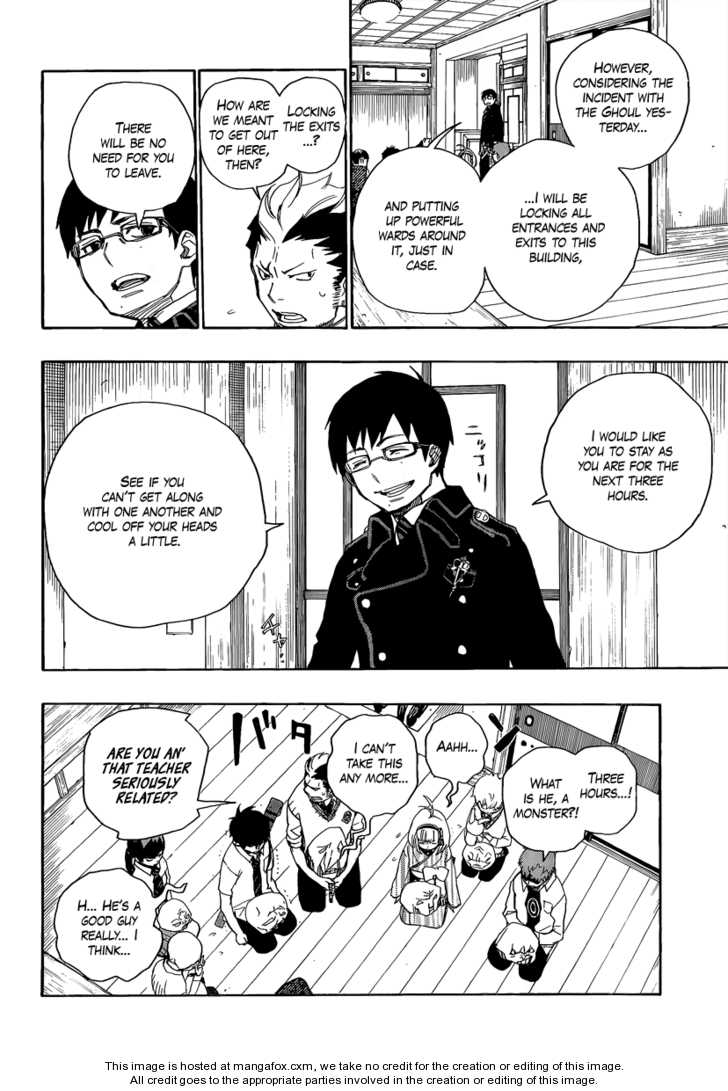 HOWEVER,
CONSIDERING THE
INCIDENT WITH
THE GHOUL YES-
TERDAY...
...I WILL BE
LOCKING ALL
ENTRANCES AND
EXITS TO THIS
BUILDING,
AND PUTTING
UP POWERFUL
WARDS AROUND
IT, JUST IN
CASE.
LOCKING
THE EXITS
...?
HOW ARE
WE MEANT
TO GET OUT
OF HERE,
THEN?
THERE
WILL BE NO
NEED FOR YOU
TO LEAVE.
I WOULD LIKE
YOU TO STAY AS
YOU ARE FOR THE
NEXT THREE
HOURS.
ニッコリ
SEE IF YOU
CAN'T GET ALONG
WITH ONE ANOTHER AND
COOL OFF YOUR HEADS
A LITTLE.
バタ
THREE
HOURS...!
WHAT
IS HE, A
MONSTER?!
AAHH...
I CAN'T
TAKE THIS
ANY MORE...
ARE YOU AN'
THAT TEACHER
SERIOUSLY
RELATED?
H... HE'S A
GOOD GUY
REALLY... I
THINK...
This image is hosted at mangafox.cxm, we take no credit for the creation or editing of this image.
All credit goes to the appropriate parties involved in the creation or editing of this image.